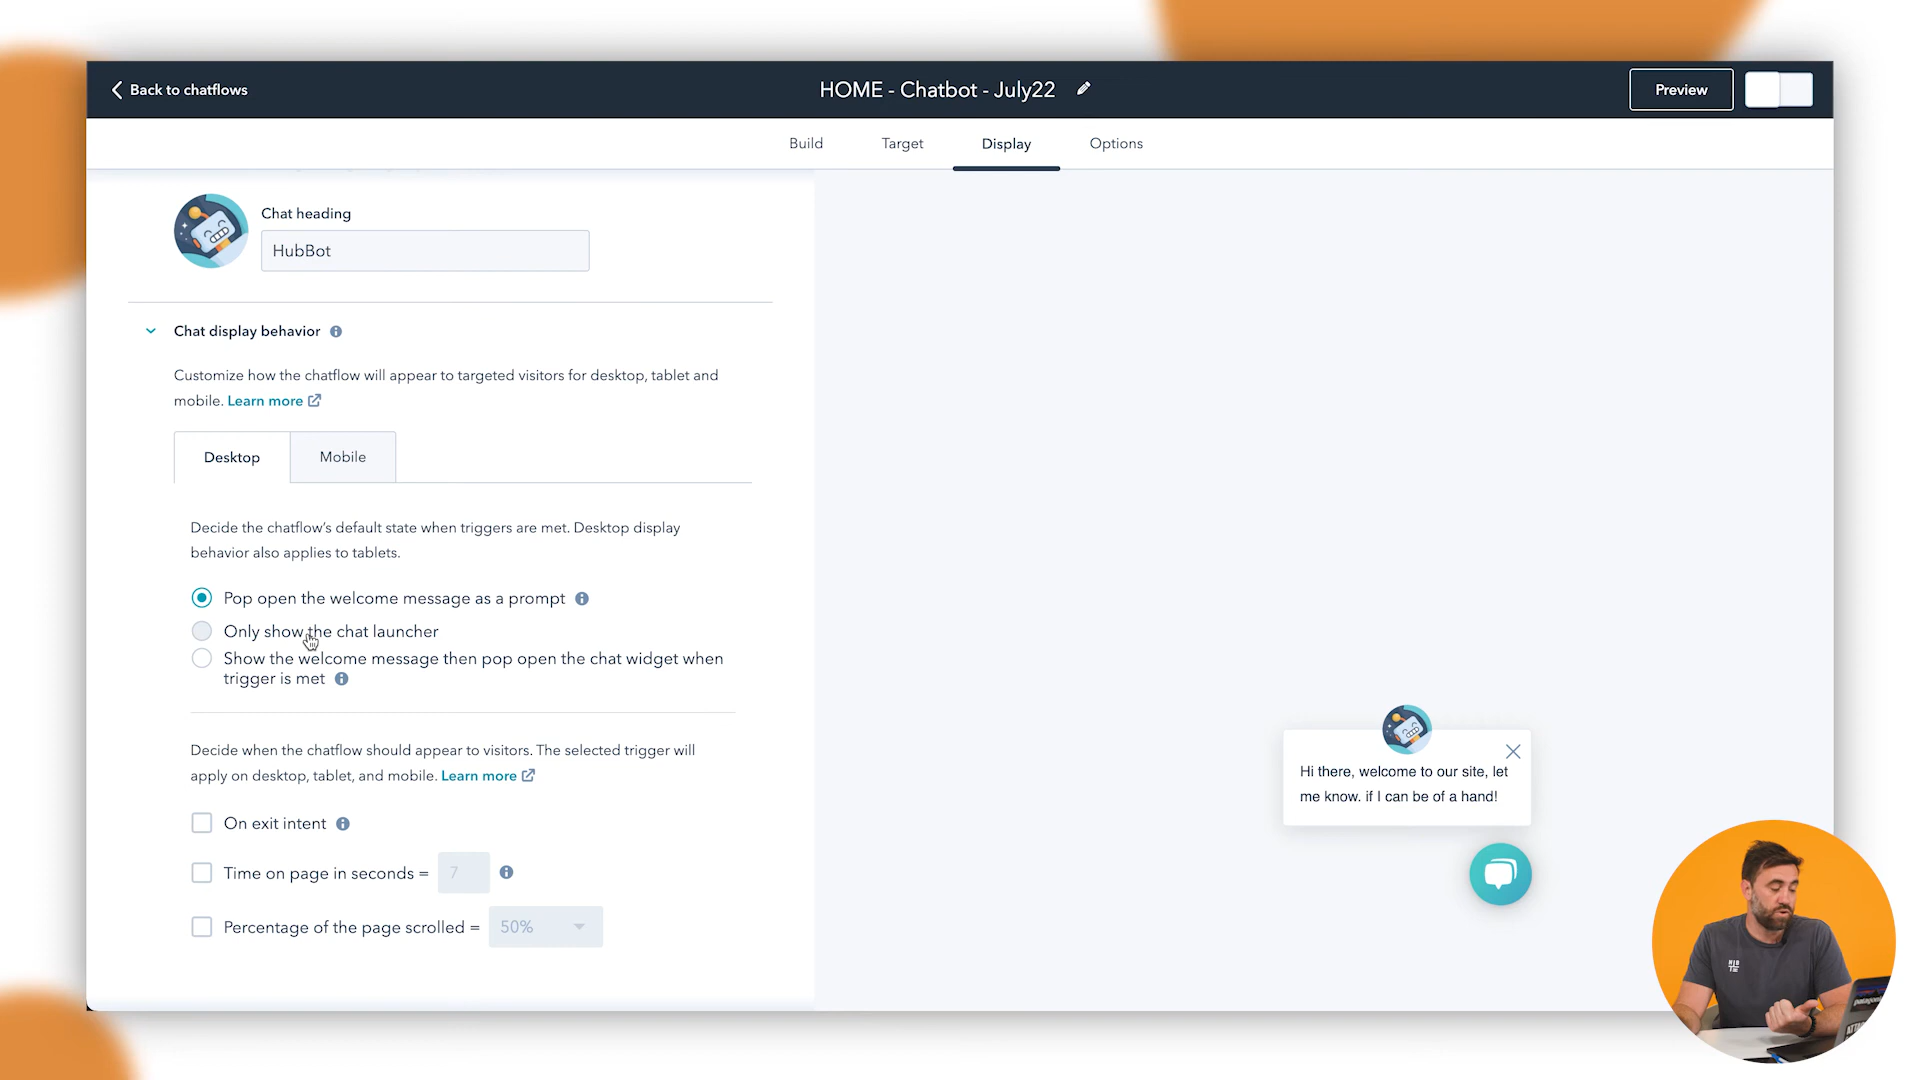 Back to chatflows
HOME - Chatbot - July22
Preview
Build
Target
Display
Options
Chat heading
HubBot
Chat display behavior
Customize how the chatflow will appear to targeted visitors for desktop, tablet and
mobile. Learn more
Desktop
Mobile
Decide the chatflow's default state when triggers are met. Desktop display
behavior also applies to tablets.
Pop open the welcome message as a prompt
Only show the chat launcher
Show the welcome message then pop open the chat widget when
trigger is met
Decide when the chatflow should appear to visitors. The selected trigger will
apply on desktop, tablet, and mobile. Learn more
On exit intent
Time on page in seconds = 7
Percentage of the page scrolled = 50%
Hi there, welcome to our site, let
me know. if I can be of a hand!
patagonia